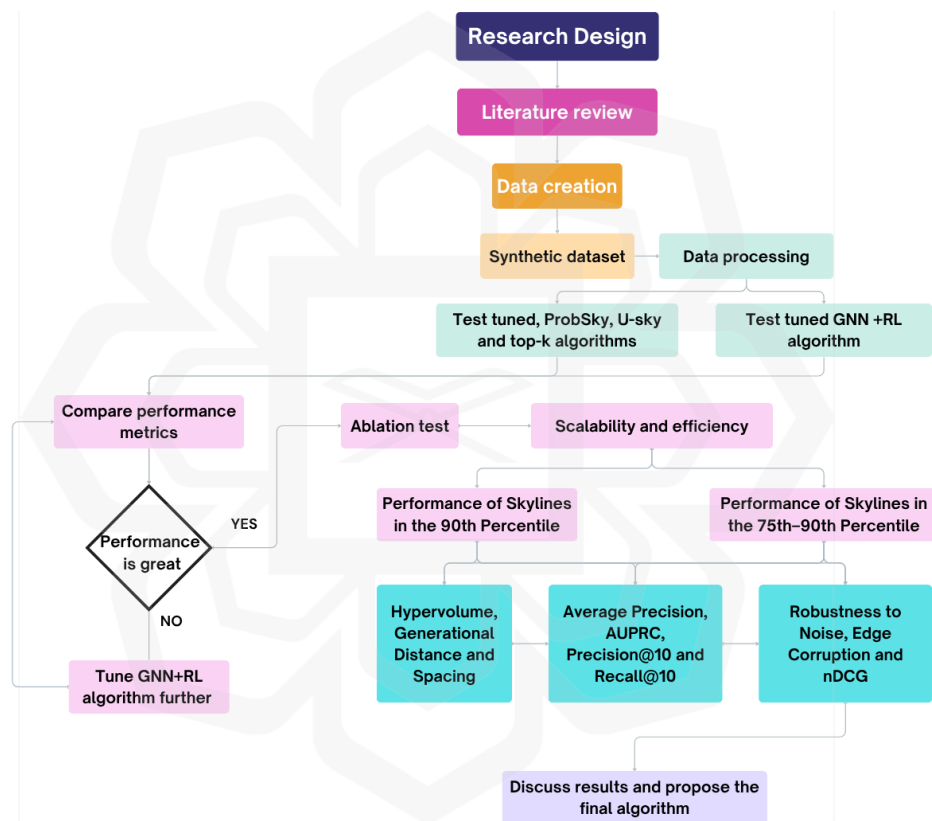 Research Design
Literature review
Data creation
Synthetic dataset
Data processing
Test tuned, ProbSky, U-sky
and top-k algorithms
Test tuned GNN +RL
algorithm
Compare performance
metrics
Ablation test
Scalability and efficiency
Performance of Skylines
in the 90th Percentile
Performance of Skylines in
the 75th–90th Percentile
YES
Performance
is great
NO
Hypervolume,
Generational
Distance and
Spacing
Average Precision,
AUPRC,
Precision@10 and
Recall@10
Robustness to
Noise, Edge
Corruption and
nDCG
Tune GNN+RL
algorithm further
Discuss results and propose the
final algorithm